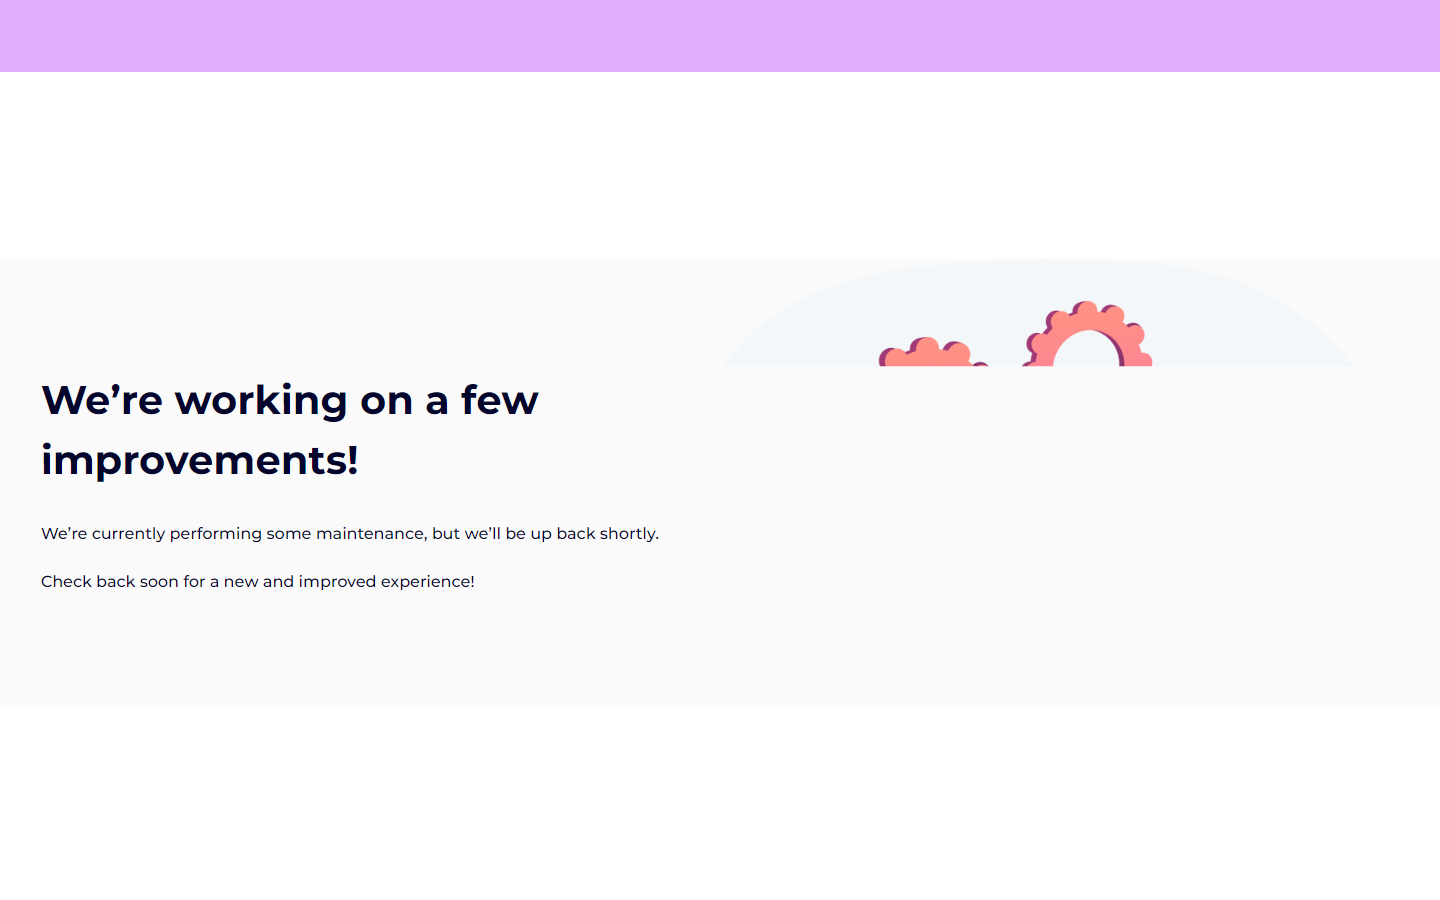 We’re working on a few
improvements!
We’re currently performing some maintenance, but we’ll be up back shortly.
Check back soon for a new and improved experience!